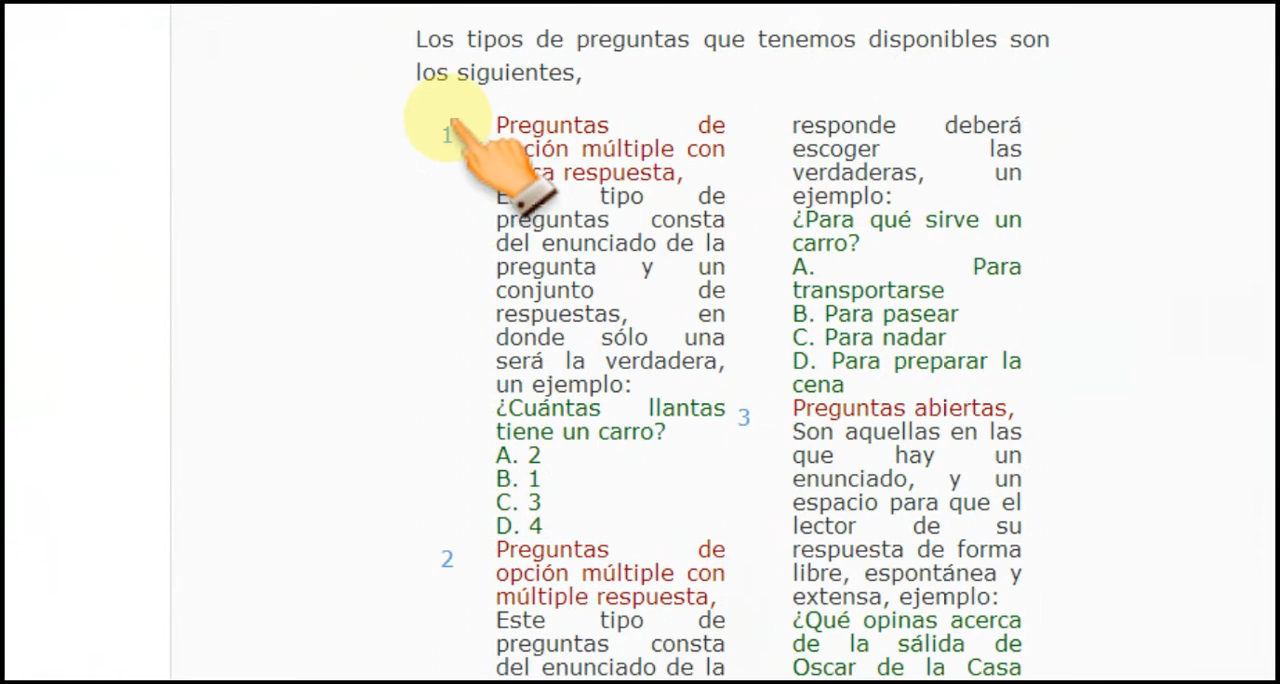 Los tipos de preguntas que tenemos disponibles son
los siguientes,
1
Preguntas de
múltiple con
respuesta,
tipo de
preguntas consta
del enunciado de la
pregunta y un
conjunto de
respuestas, en
donde sólo una
será la verdadera,
un ejemplo:
¿Cuántas llantas
tiene un carro?
A. 2
B. 1
C. 3
D. 4
2
Preguntas de
opción múltiple con
múltiple respuesta,
Este tipo de
preguntas consta
del enunciado de la
responde deberá
escoger las
verdaderas, un
ejemplo:
¿Para qué sirve un
carro?
A. Para
transportarse
B. Para pasear
C. Para nadar
D. Para preparar la
cena
3
Preguntas abiertas,
Son aquellas en las
que hay un
enunciado, y un
espacio para que el
lector de su
respuesta de forma
libre, espontánea y
extensa, ejemplo:
¿Qué opinas acerca
de la sálida de
Oscar de la Casa